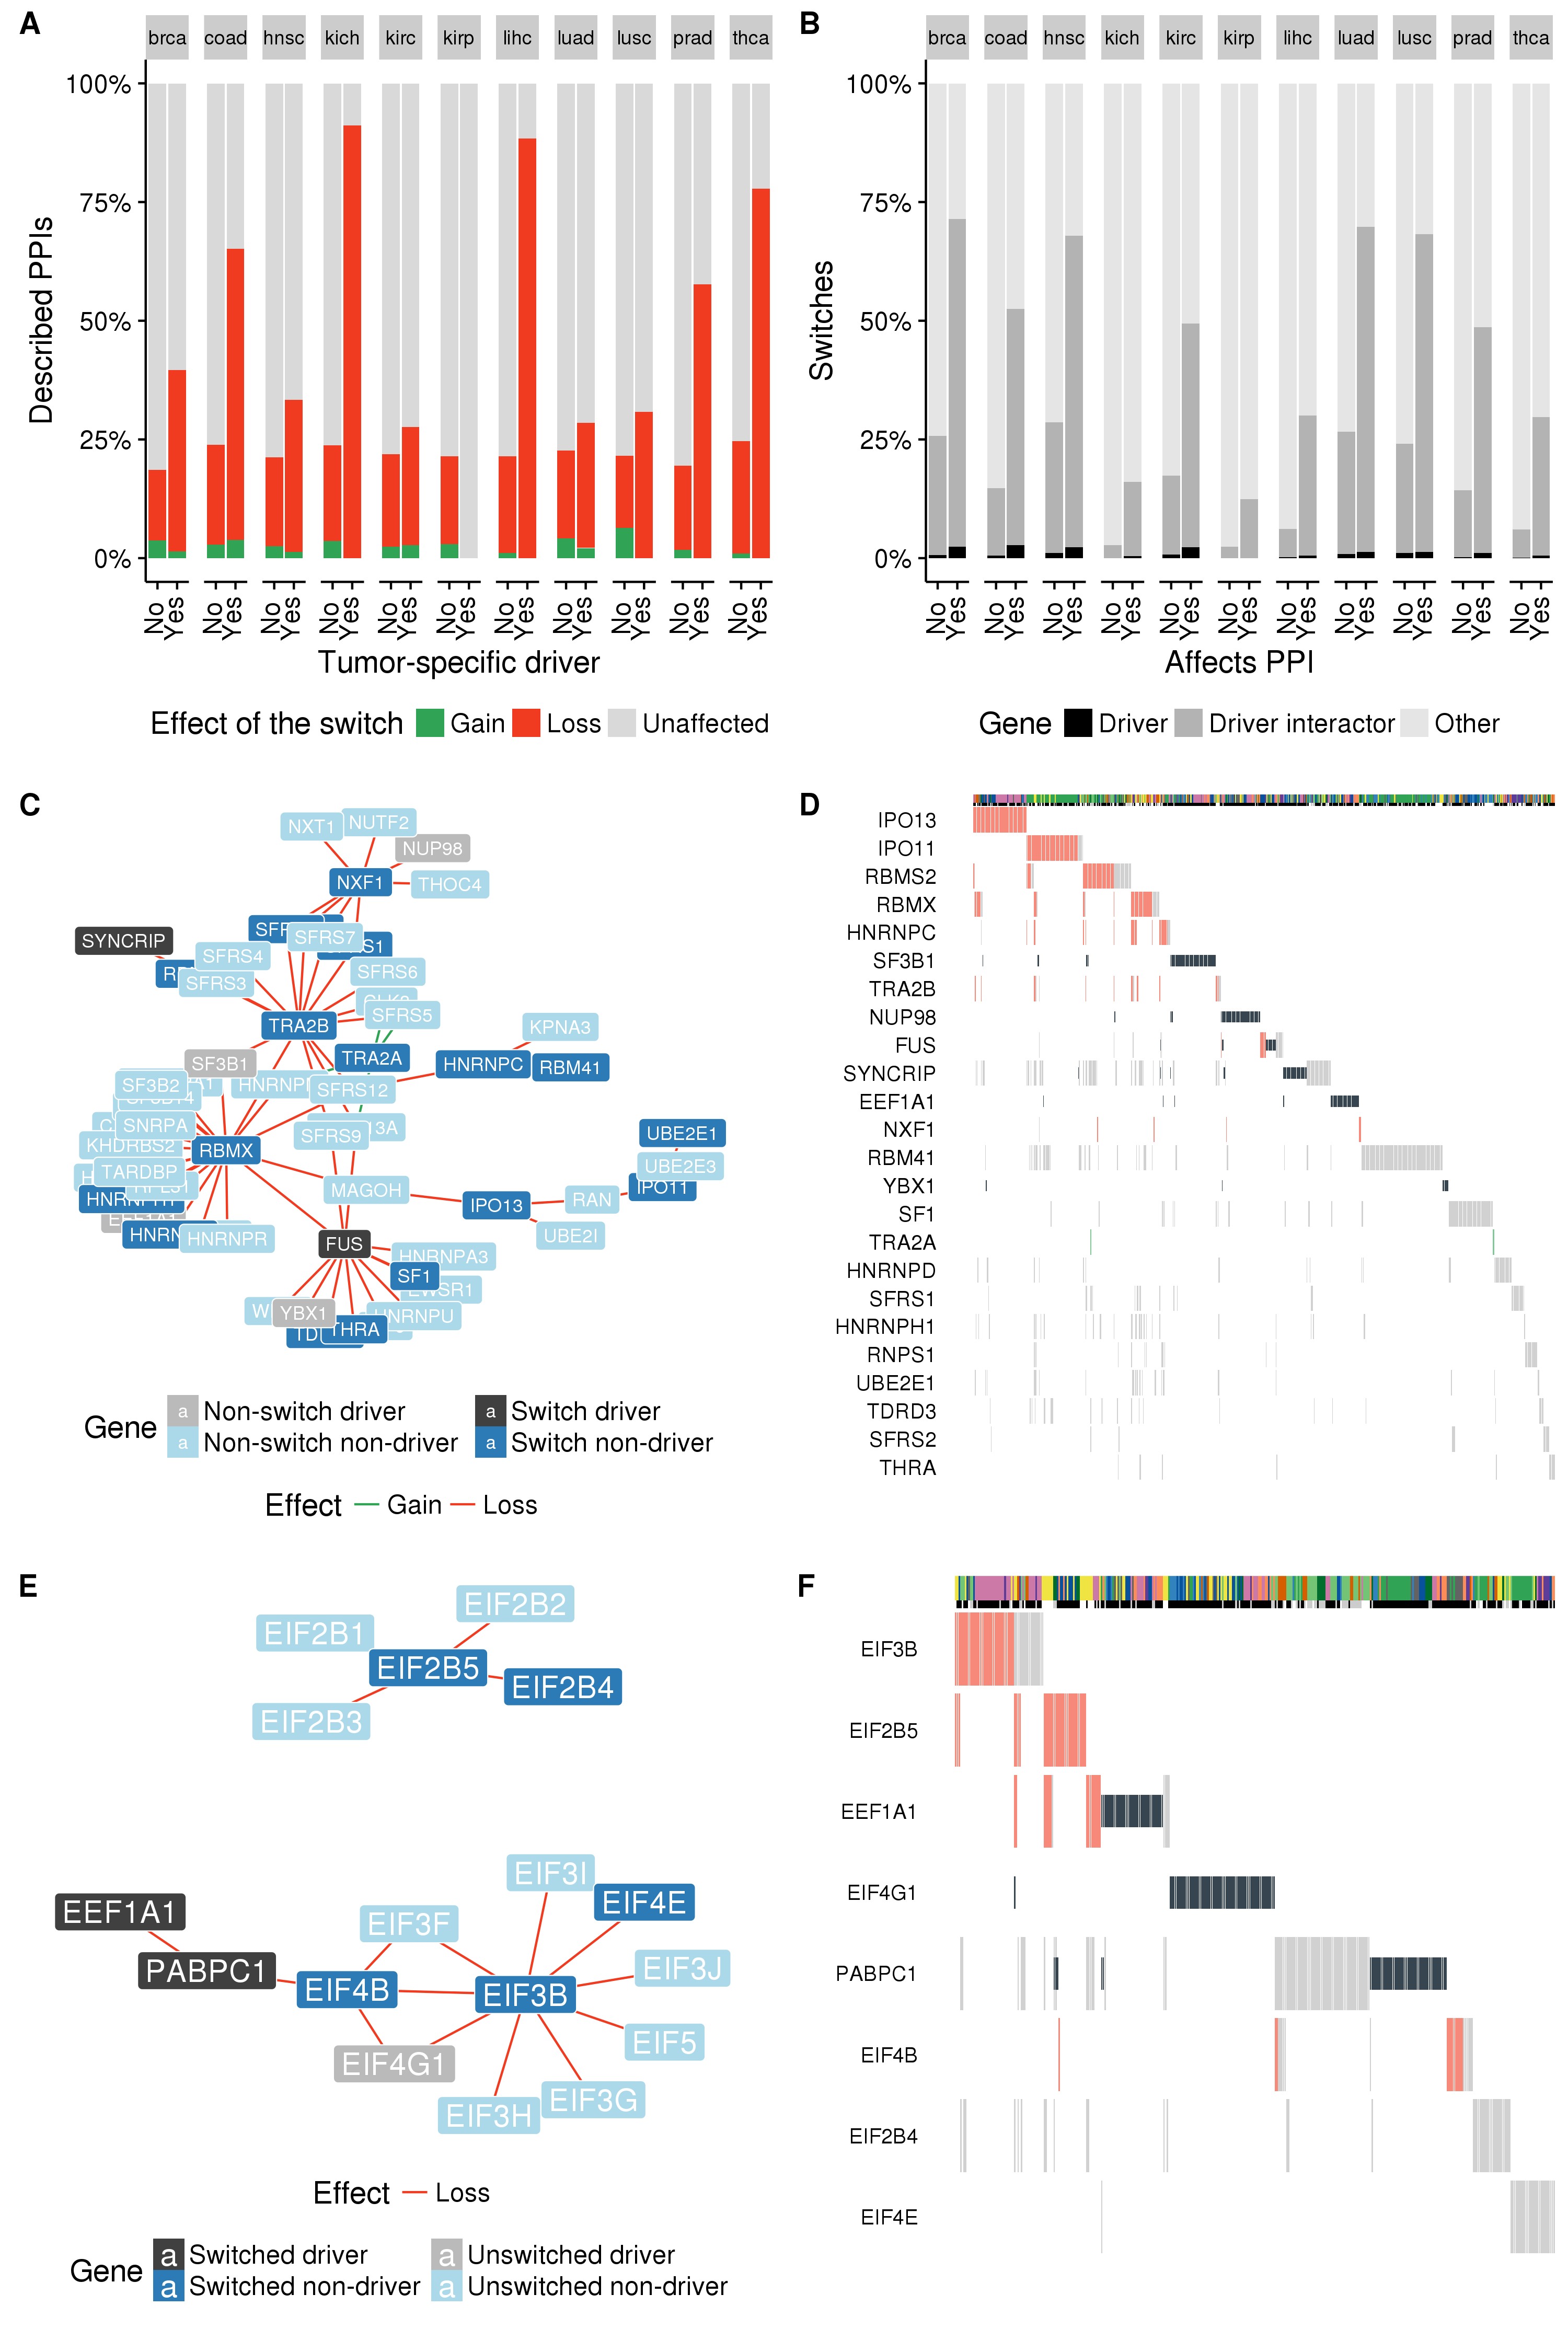 A
brca coad hnsc kich kirc kirp lihc luad lusc prad thca
100%
75%
50%
25%
0%
Described PPIs
No Yes No Yes No Yes No Yes No Yes No Yes No Yes No Yes No Yes No Yes No Yes
Tumor-specific driver
Effect of the switch Gain Loss Unaffected
B
brca coad hnsc kich kirc kirp lihc luad lusc prad thca
100%
75%
50%
25%
0%
Switches
No Yes No Yes No Yes No Yes No Yes No Yes No Yes No Yes No Yes No Yes No Yes
Affects PPI
Gene Driver Driver interactor Other
C
NXT1 NUTF2
NUP98
NXF1 THOC4
SFRS7
SYNCRIP
SFRS4
SFRS6
SFRS3
SFRS5
TRA2B
KPNA3
TRA2A
SF3B1 HNRNPC RBM41
SF3B2
SFRS12
SNRPA
SFRS9
KHDRBS2 RBMX
UBE2E1
TARDBP
UBE2E3
MAGOH
IPO11
IPO13 RAN
HNRNPR
UBE2I
FUS
HNRNPA3
SF1
YBX1
THRA
Gene a Non-switch driver a Switch driver
a Non-switch non-driver a Switch non-driver
Effect Gain Loss
D
IPO13
IPO11
RBMS2
RBMX
HNRNPC
SF3B1
TRA2B
NUP98
FUS
SYNCRIP
EEF1A1
NXF1
RBM41
YBX1
SF1
TRA2A
HNRNPD
SFRS1
HNRNPH1
RNPS1
UBE2E1
TDRD3
SFRS2
THRA
E
EIF2B2
EIF2B1
EIF2B5
EIF2B4
EIF2B3
EIF3I
EIF4E
EEF1A1
EIF3F
EIF3J
PABPC1
EIF4B EIF3B
EIF5
EIF4G1
EIF3G
EIF3H
Effect Loss
Gene a Switched driver a Unswitched driver
a Switched non-driver a Unswitched non-driver
F
EIF3B
EIF2B5
EEF1A1
EIF4G1
PABPC1
EIF4B
EIF2B4
EIF4E